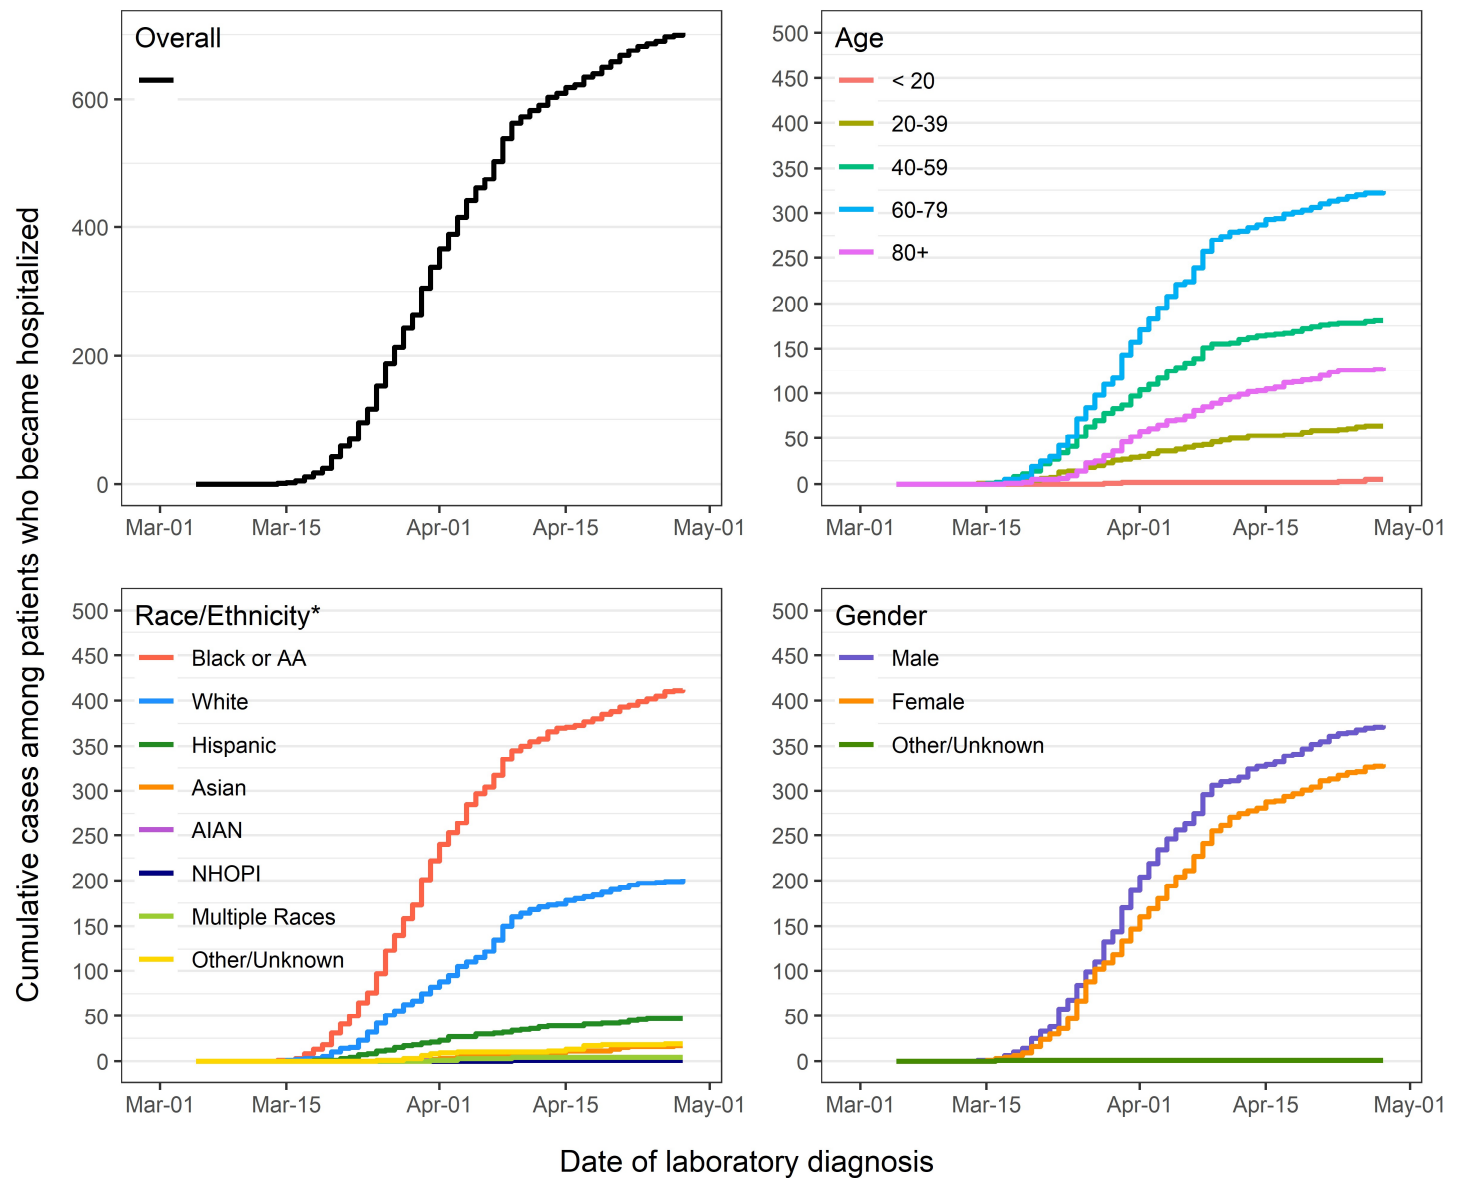 Cumulative cases among patients who became hospitalized
Overall
600
400
200
0
Mar-01 Mar-15 Apr-01 Apr-15 May-01
Age
< 20
20-39
40-59
60-79
80+
500
450
400
350
300
250
200
150
100
50
0
Mar-01 Mar-15 Apr-01 Apr-15 May-01
Race/Ethnicity*
Black or AA
White
Hispanic
Asian
AIAN
NHOPI
Multiple Races
Other/Unknown
500
450
400
350
300
250
200
150
100
50
0
Mar-01 Mar-15 Apr-01 Apr-15 May-01
Gender
Male
Female
Other/Unknown
500
450
400
350
300
250
200
150
100
50
0
Mar-01 Mar-15 Apr-01 Apr-15 May-01
Date of laboratory diagnosis